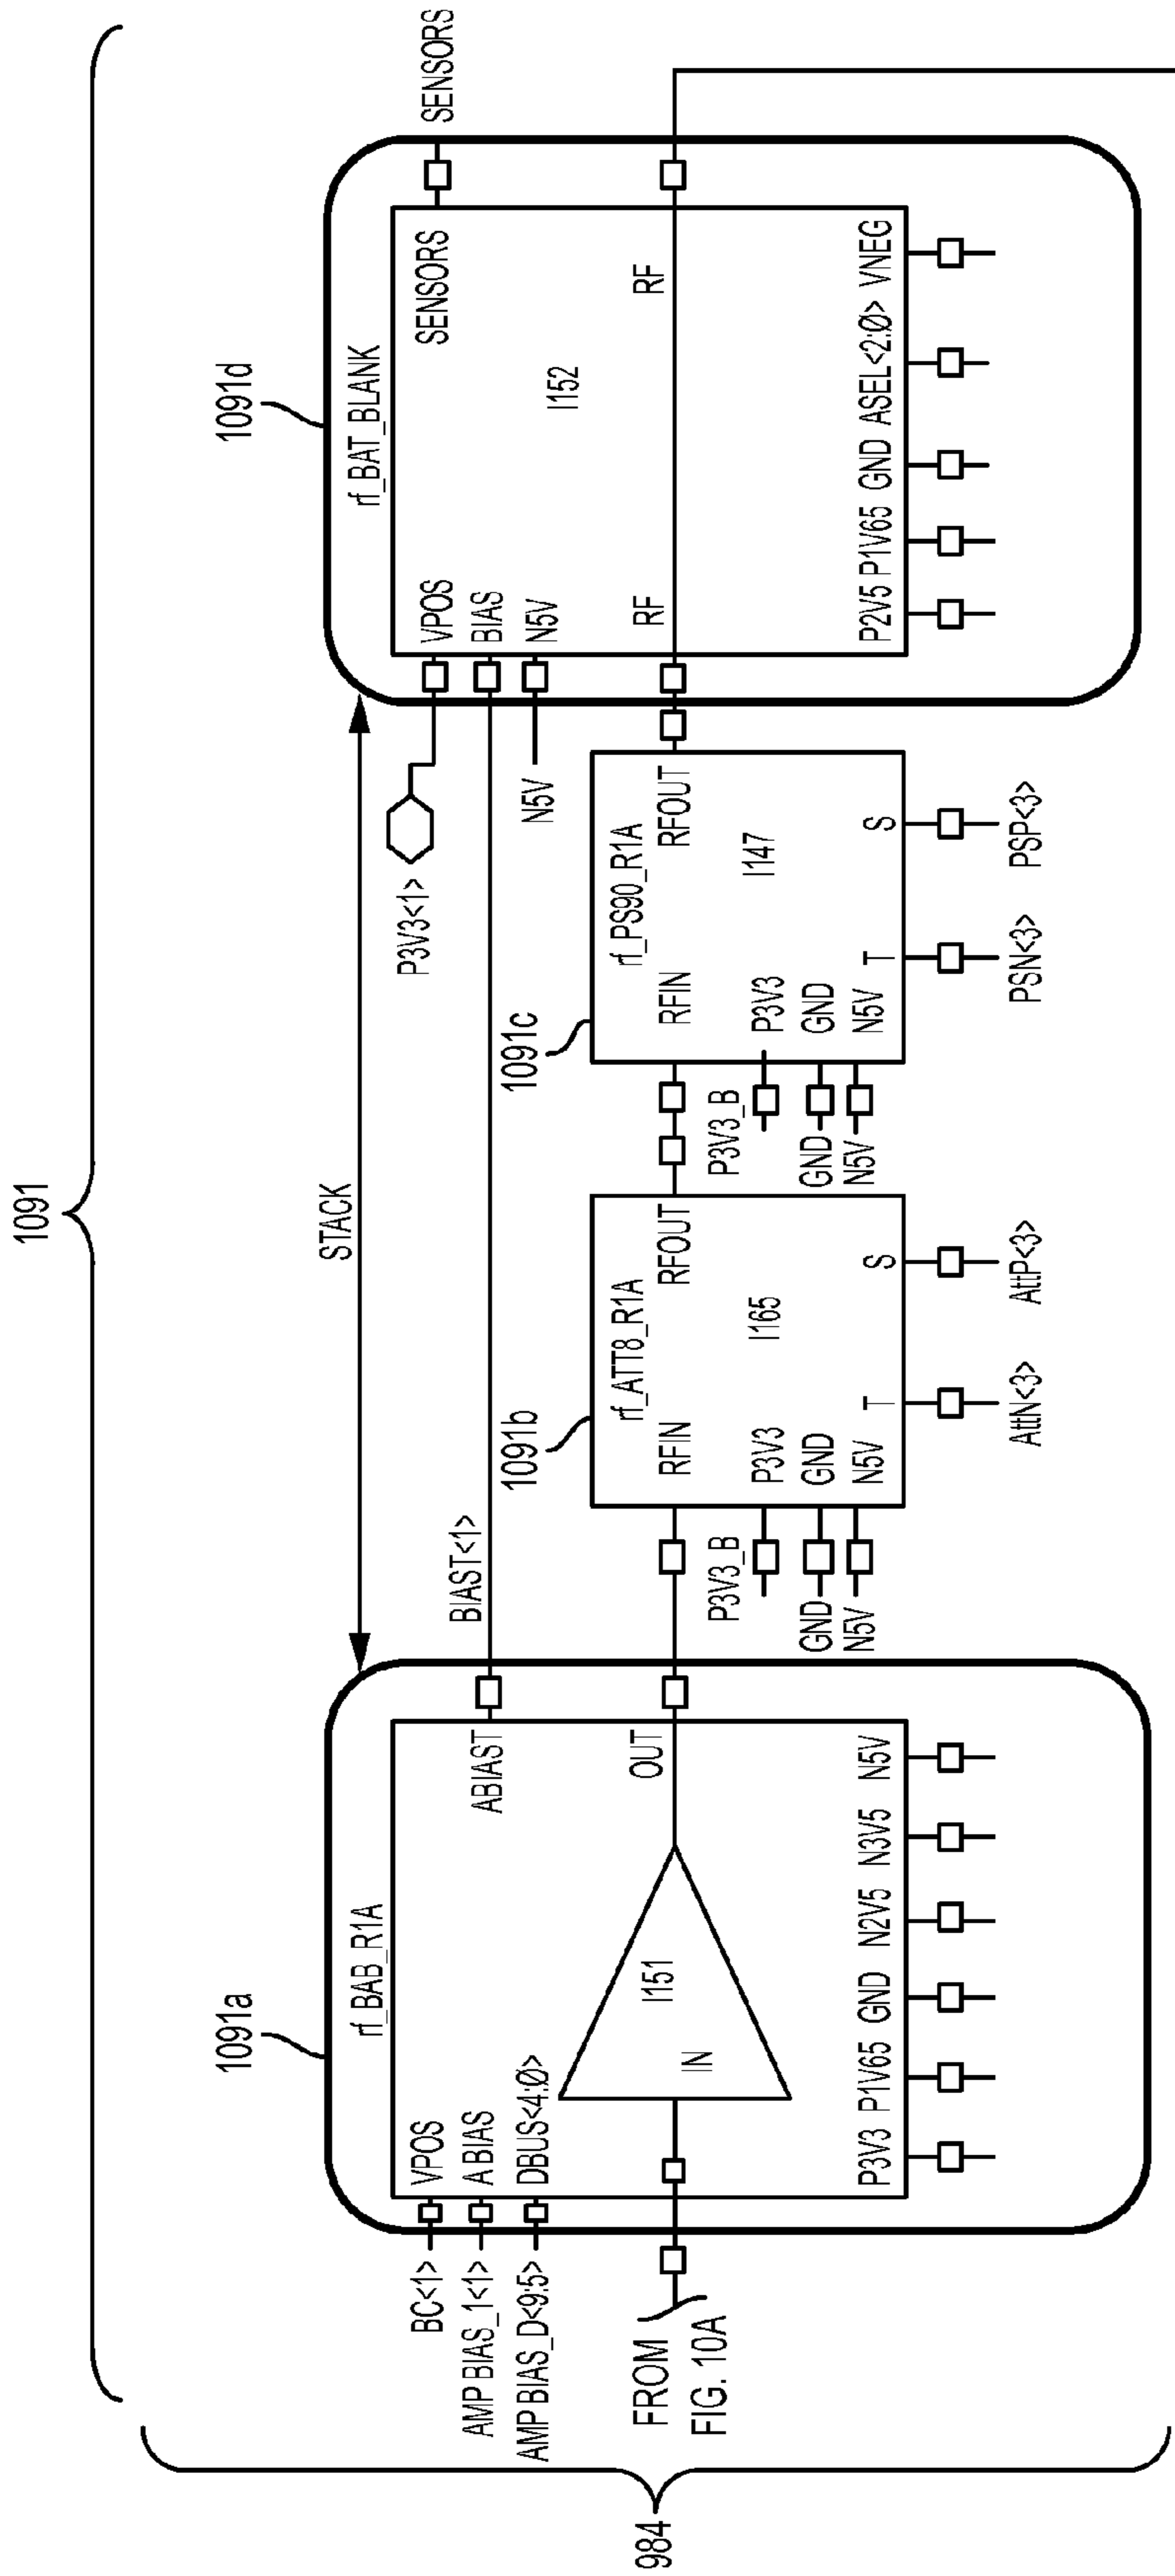 1091
984
1091a
rf_BAB_R1A
BC<1>
VPOS
AMP BIAS_1<1>
A BIAS
AMP BIAS_D<9:5>
DBUS<4:Ø>
ABIAST
FROM
FIG. 10A
IN
I151
OUT
P3V3 P1V65 GND N2V5 N3V5 N5V
STACK
BIAST<1>
1091b
rf_ATT8_R1A
RFIN
RFOUT
P3V3_B
P3V3
I165
GND
GND
N5V
N5V
T
S
AttN<3>
AttP<3>
1091c
rf_PS90_R1A
RFIN
RFOUT
P3V3_B
P3V3
I147
GND
GND
N5V
N5V
T
S
PSN<3>
PSP<3>
1091d
rf_BAT_BLANK
P3V3<1>
VPOS
BIAS
N5V
N5V
SENSORS
SENSORS
I152
RF
RF
P2V5 P1V65 GND ASEL<2:Ø> VNEG